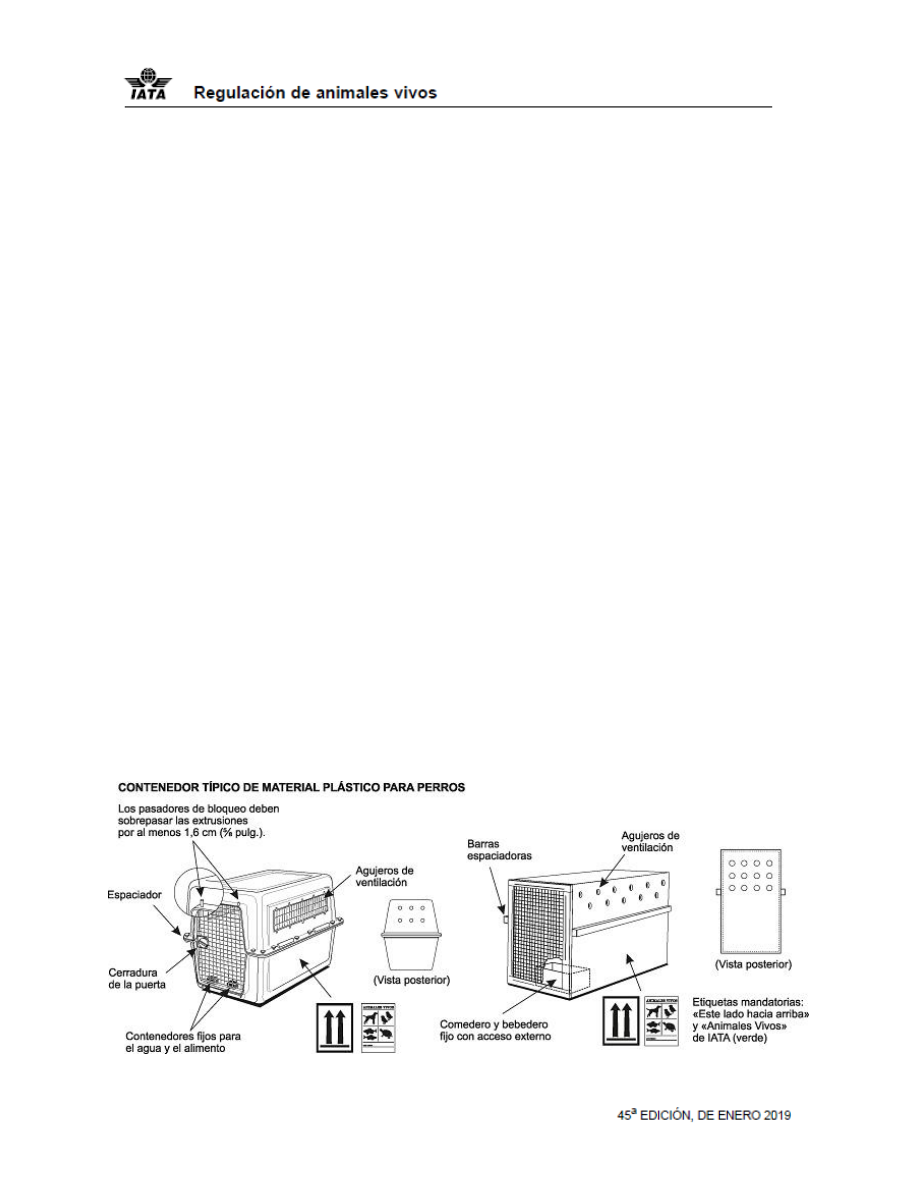 IATA
Regulación de animales vivos
CONTENEDOR TÍPICO DE MATERIAL PLÁSTICO PARA PERROS
Los pasadores de bloqueo deben
sobrepasar las extrusiones
por al menos 1,6 cm (⅝ pulg.).
Espaciador
Cerradura
de la puerta
Contenedores fijos para
el agua y el alimento
Agujeros de
ventilación
(Vista posterior)
ANIMALES VIVOS
Barras
espaciadoras
Agujeros de
ventilación
Comedero y bebedero
fijo con acceso externo
(Vista posterior)
ANIMALES VIVOS
Etiquetas mandatorias:
«Este lado hacia arriba»
y «Animales Vivos»
de IATA (verde)
45ª EDICIÓN, DE ENERO 2019